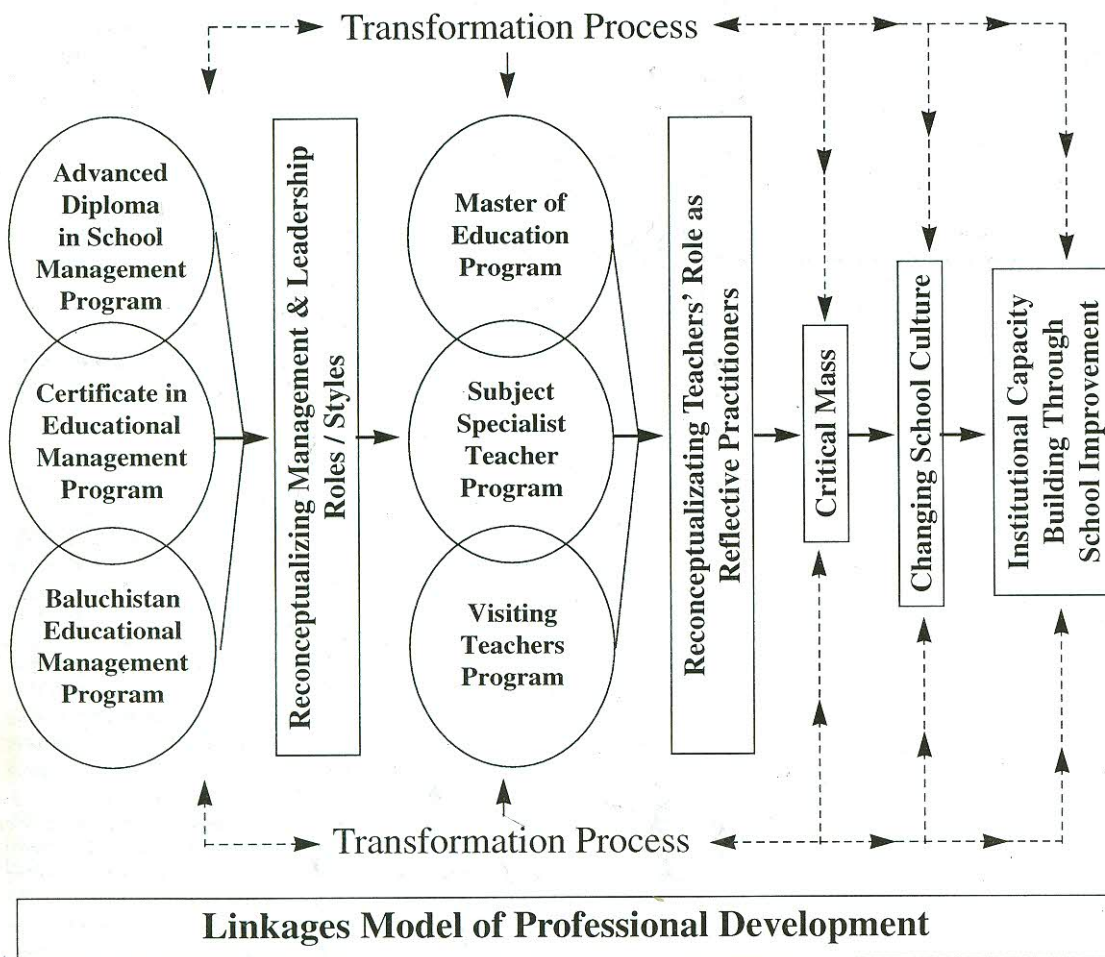 Transformation Process
Advanced
Diploma
in School
Management
Program
Certificate in
Educational
Management
Program
Baluchistan
Educational
Management
Program
Reconceptualizing Management & Leadership
Roles / Styles
Master of
Education
Program
Subject
Specialist
Teacher
Program
Visiting
Teachers
Program
Reconceptualizating Teachers' Role as
Reflective Practitioners
Critical Mass
Changing School Culture
Institutional Capacity
Building Through
School Improvement
Transformation Process
Linkages Model of Professional Development